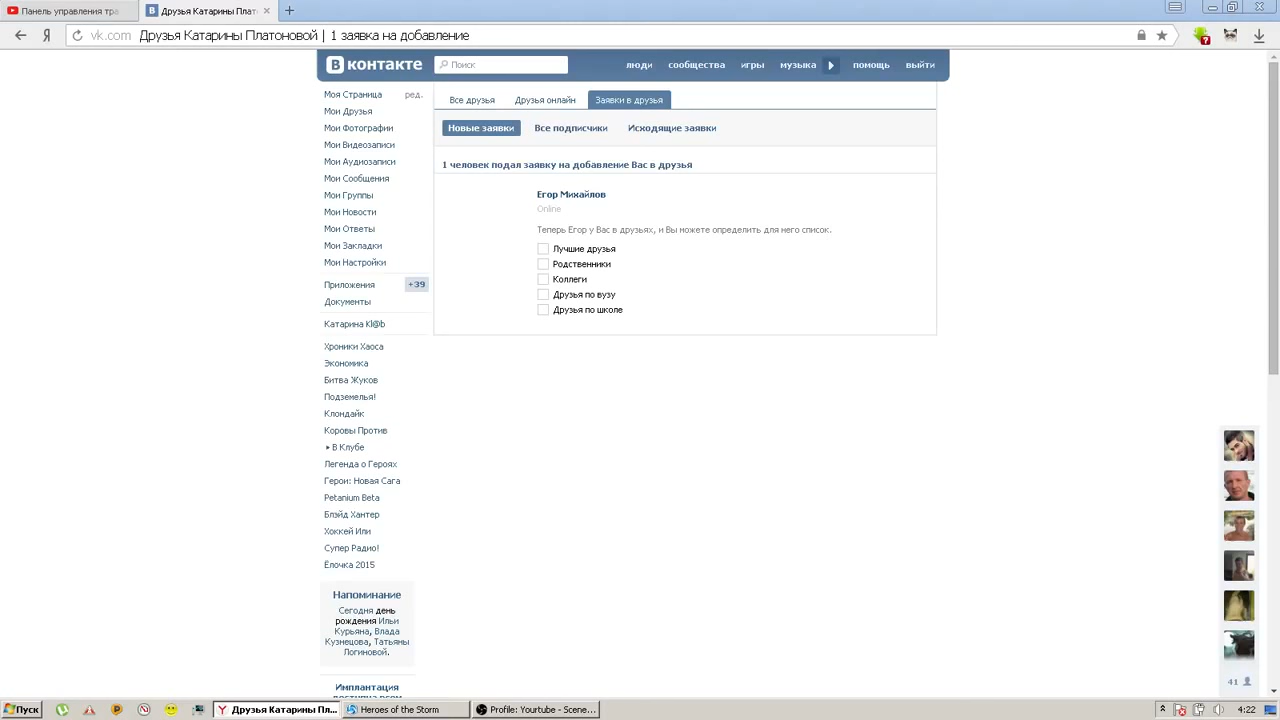 Панель управления тра
Друзья Катарины Платоно
vk.com Друзья Катарины Платоновой | 1 заявка на добавление
В контакте
Поиск
люди сообщества игры музыка помощь выйти
Моя Страница ред.
Мои Друзья
Мои Фотографии
Мои Видеозаписи
Мои Аудиозаписи
Мои Сообщения
Мои Группы
Мои Новости
Мои Ответы
Мои Закладки
Мои Настройки
Приложения +39
Документы
Катарина Kl@b
Хроники Хаоса
Экономика
Битва Жуков
Подземелья!
Клондайк
Коровы Против
В Клубе
Легенда о Героях
Герои: Новая Сага
Petanium Beta
Блэйд Хантер
Хоккей Или
Супер Радио!
Ёлочка 2015
Напоминание
Сегодня день
рождения Ильи
Курьяна, Влада
Кузнецова, Татьяны
Логиновой.
Имплантация
Все друзья Друзья онлайн Заявки в друзья
Новые заявки Все подписчики Исходящие заявки
1 человек подал заявку на добавление Вас в друзья
Егор Михайлов
Online
Теперь Егор у Вас в друзьях, и Вы можете определить для него список.
Лучшие друзья
Родственники
Коллеги
Друзья по вузу
Друзья по школе
41
Пуск
Друзья Катарины Пл...
Heroes of the Storm
Profile: Yourtube - Scene...
4:22